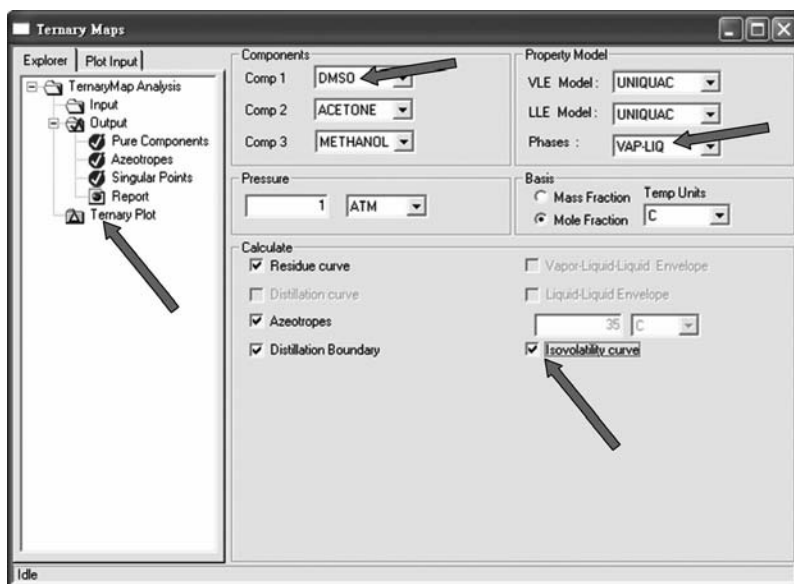 Ternary Maps
Explorer
Plot Input
TernaryMap Analysis
Input
Output
Pure Components
Azeotropes
Singular Points
Report
Ternary Plot
Components
Comp 1 DMSO
Comp 2 ACETONE
Comp 3 METHANOL
Property Model
VLE Model : UNIQUAC
LLE Model : UNIQUAC
Phases : VAP-LIQ
Pressure
1 ATM
Basis
Mass Fraction
Mole Fraction
Temp Units
C
Calculate
Residue curve
Distillation curve
Azeotropes
Distillation Boundary
Vapor-Liquid-Liquid Envelope
Liquid-Liquid Envelope
35 C
Isovolatility curve
Idle